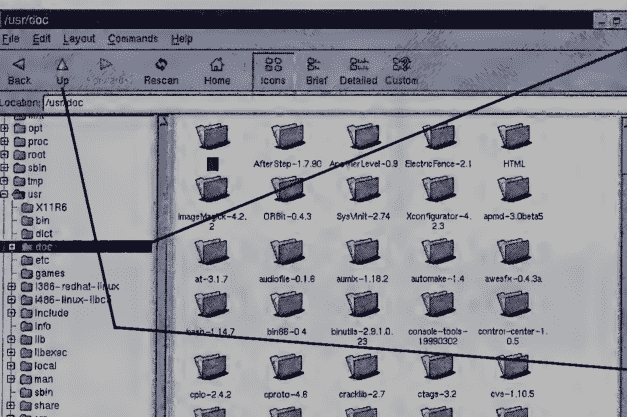 /usr/doc
File Edit Layout Commands Help
Back Up Forward Rescan Home Icons Brief Detailed Custom
Location: /usr/doc
opt
proc
root
sbin
tmp
usr
X11R6
bin
dict
doc
etc
games
i386-redhat-linux
i486-linux-libc5
include
info
lib
libexec
local
man
sbin
share
AfterStep-1.7.90 AnotherLevel-0.9 ElectricFence-2.1 HTML
ImageMagick-4.2.2 ORBit-0.4.3 SysVinit-2.74 Xconfigurator-4.2.3 apmd-3.0beta5
at-3.1.7 audiofile-0.1.6 aumix-1.18.2 automake-1.4 awesfx-0.4.3a
bash-1.14.7 bin86-0.4 binutils-2.9.1.0.23 console-tools-19990302 control-center-1.0.5
cpio-2.4.2 cproto-4.6 cracklib-2.7 ctags-3.2 cvs-1.10.5